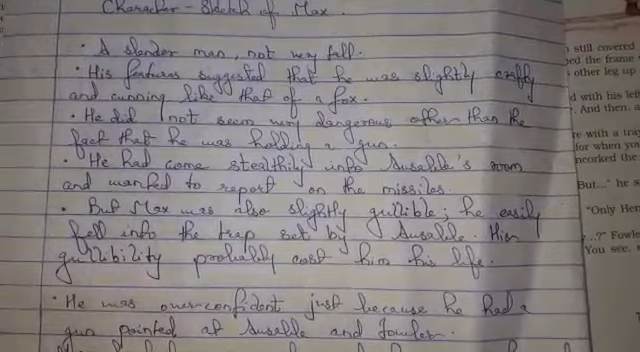 Character - Sketch of Max.
• A slender man, not very tall.
• His features suggested that he was slightly crafty
and cunning like that of a fox.
• He did not seem very dangerous other than the
fact that he was holding a gun.
• He had come stealthily into Ausable's room
and wanted to report on the missiles.
• But Max was also slightly gullible; he easily
fell into the trap set by Ausable. His
gullibility probably cost him his life.
• He was overconfident just because he had a
gun pointed at Ausable and Fowler.
still covered
the frame
other leg up
with his left
And then, a
re with a tra
for when you
ncorked the
But..." he s
"Only Her
...?" Fowle
You see,